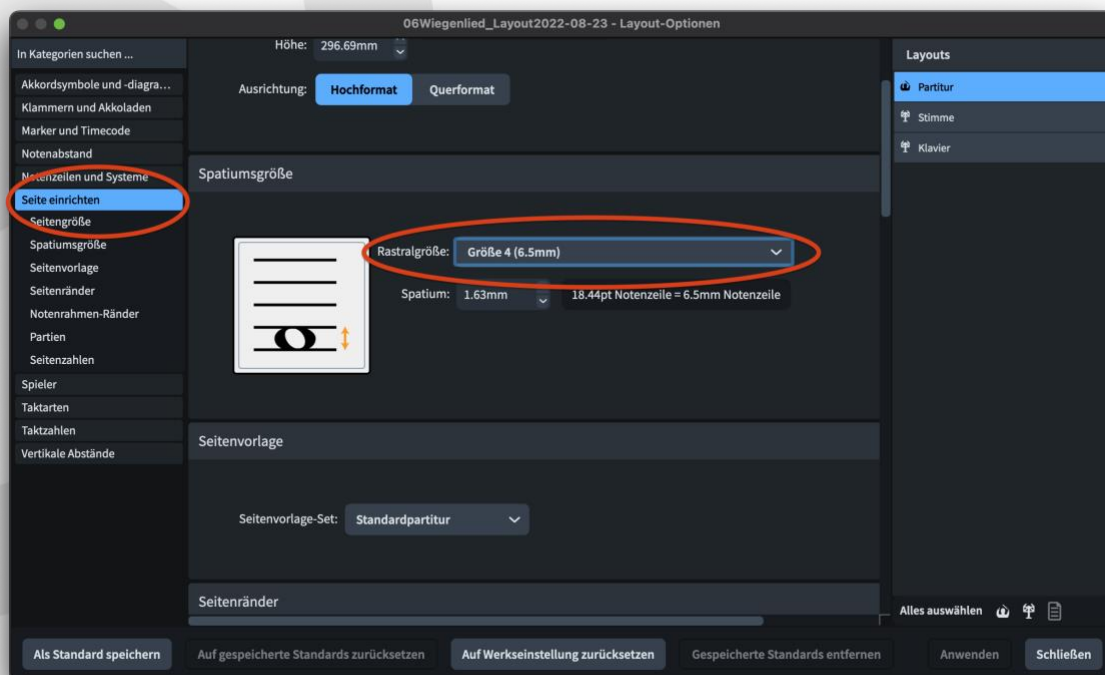 06Wiegenlied_Layout2022-08-23 - Layout-Optionen
In Kategorien suchen ...
Akkordsymbole und -diagra...
Klammern und Akkoladen
Marker und Timecode
Notenabstand
Notenzeilen und Systeme
Seite einrichten
Seitengröße
Spatiumsgröße
Seitenvorlage
Seitenränder
Notenrahmen-Ränder
Partien
Seitenzahlen
Spieler
Taktarten
Taktzahlen
Vertikale Abstände
Höhe: 296.69mm
Ausrichtung: Hochformat Querformat
Spatiumsgröße
Rastralgröße: Größe 4 (6.5mm)
Spatium: 1.63mm 18.44pt Notenzeile = 6.5mm Notenzeile
Seitenvorlage
Seitenvorlage-Set: Standardpartitur
Seitenränder
Layouts
Partitur
Stimme
Klavier
Alles auswählen
Als Standard speichern Auf gespeicherte Standards zurücksetzen Auf Werkseinstellung zurücksetzen Gespeicherte Standards entfernen Anwenden Schließen